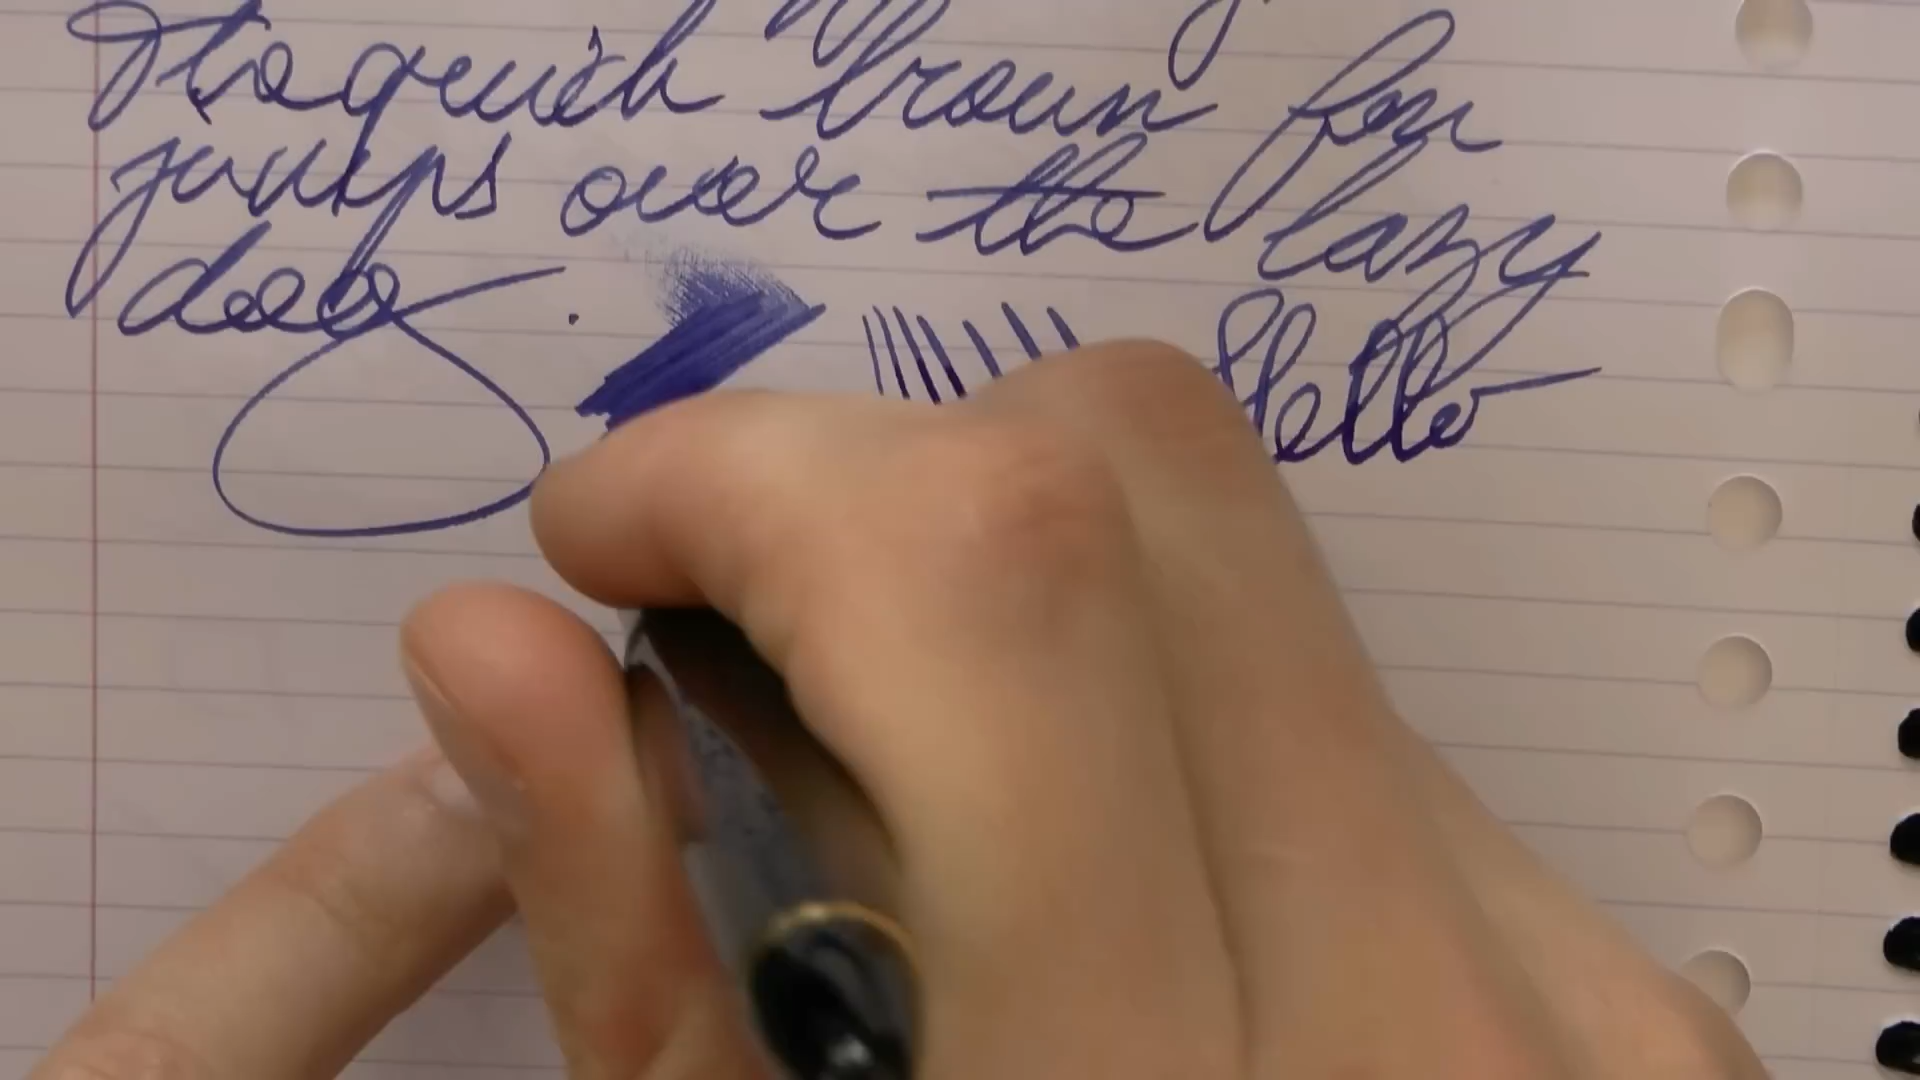 The quick brown fox
jumps over the lazy
dog.
Hello